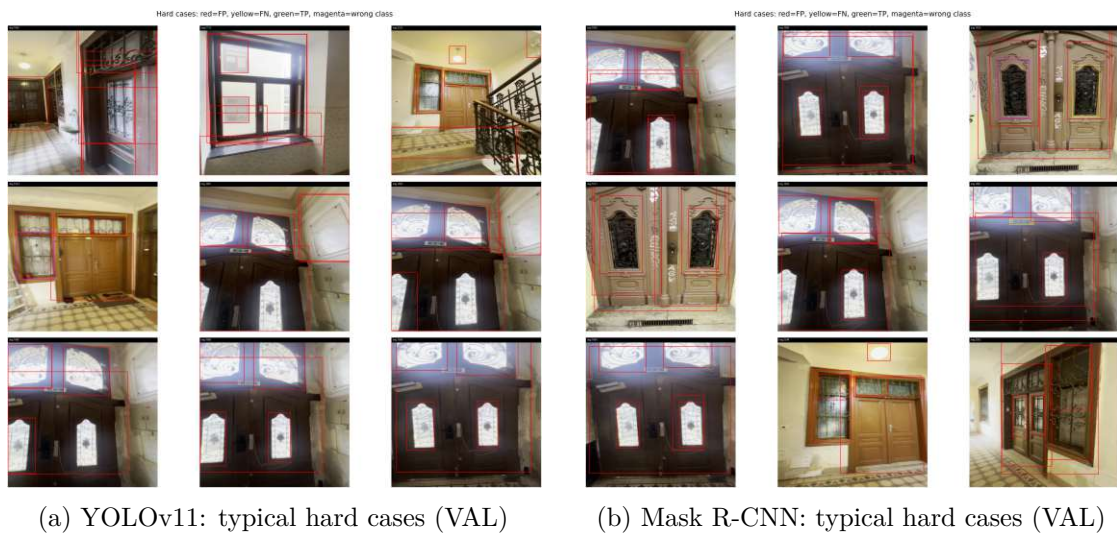 Hard cases: red=FP, yellow=FN, green=TP, magenta=wrong class
Hard cases: red=FP, yellow=FN, green=TP, magenta=wrong class
(a) YOLOv11: typical hard cases (VAL)
(b) Mask R-CNN: typical hard cases (VAL)